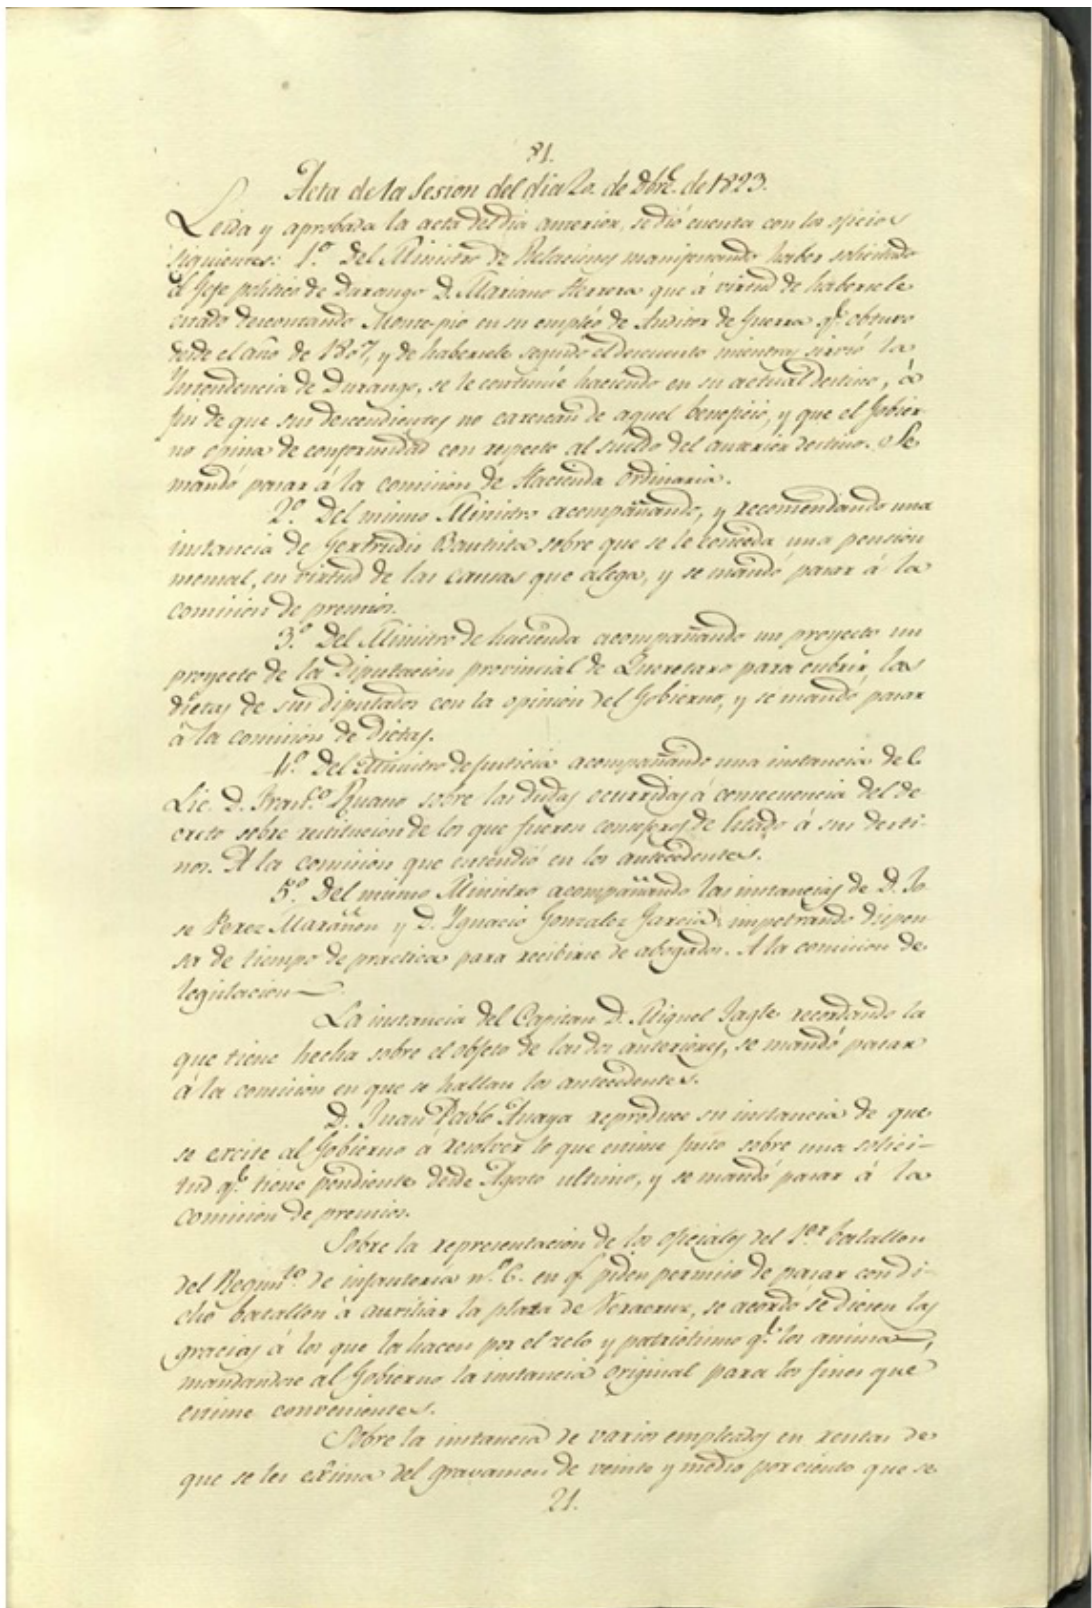 81.
Acta de la Sesion del dia 20. de 8bre. de 1823.
Leida y aprobada la acta del dia anterior, se dió cuenta con los oficios
siguientes: 1.º Del Ministro de Relaciones manifestando haber solicitado
el Gefe politico de Durango D. Mariano Herrera que á virtud de habersele
estado descontando Monte-pio en su empléo de Auditor de Guerra q.e obtuvo
desde el año de 1807, y de habersele seguido el descuento mientras sirvió la
Yntendencia de Durango, se le continúe haciendo en su actual destino, á
fin de que sus descendientes no carezcan de aquel beneficio, y que el Gobier-
no opina de conformidad con respecto al sueldo del anterior destino. Se
mandó pasar á la comision de Hacienda ordinaria.
2.º Del mismo Ministro acompañando, y recomendando una
instancia de Gertrudis Bautista sobre que se le conceda una pension
mensal, en virtud de las causas que alega, y se mandó pasar á la
comision de premios.
3.º Del Ministro de hacienda acompañando un proyecto un
proyecto de la Diputacion provincial de Queretaro para cubrir, las
dietas de sus diputados con la opinion del Gobierno, y se mandó pasar
á la comision de dietas.
4.º Del Ministro de Justicia acompañando una instancia del
Lic. D. Fran.co sobre las dudas ocurridas á consecuencia del de-
creto sobre restitucion de los que fueron consejeros de Estado á sus desti-
nos. A la comision que entendió en los antecedentes.
5.º Del mismo Ministro acompañando las instancias de D. Jo-
se Perez Marañon y D. Ygnacio Gonzalez Garcia impetrando dispen-
sa de tiempo de práctica para recibirse de abogados. A la comision de
legislacion—
La instancia del Capitan D. Miguel Tagle recordando la
que tiene hecha sobre el objeto de las dos anteriores, se mandó pasar
á la comision en que se hallan los antecedentes.
D. Juan Pablo Anaya reproduce su instancia de que
se excite al Gobierno á resolver lo que estime justo sobre una solici-
tud q.e tiene pendiente desde Agosto ultimo, y se mandó pasar á la
comision de premios.
Sobre la representacion de los oficiales del 1.er batallon
del Regim.to de infanteria n.º 6. en q.e piden permiso de pasar con di-
cho batallon á auxiliar la plaza de Veracruz, se acordó se diesen las
gracias á los que la hacen por el zelo y patriotismo q.e los anima,
mandandose al Gobierno la instancia original para los fines que
estime convenientes.
Sobre la instancia de varios empleados en rentas de
que se les exima del gravamen de veinte y medio por ciento que se
21.